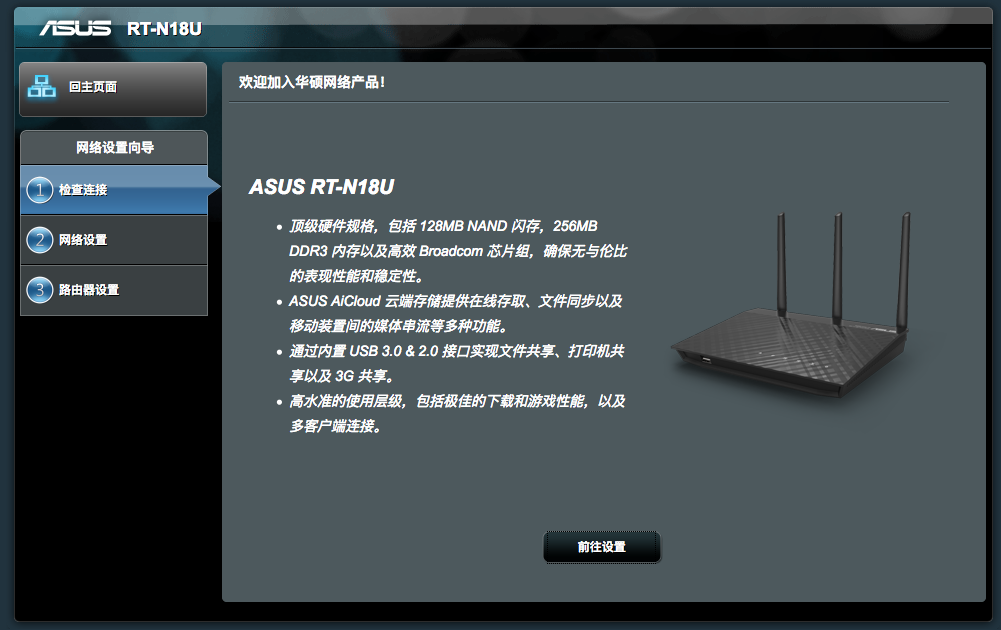 ASUS RT-N18U
回主页面
网络设置向导
1 检查连接
2 网络设置
3 路由器设置
欢迎加入华硕网络产品!
ASUS RT-N18U
• 顶级硬件规格，包括 128MB NAND 闪存，256MB
DDR3 内存以及高效 Broadcom 芯片组，确保无与伦比
的表现性能和稳定性。
• ASUS AiCloud 云端存储提供在线存取、文件同步以及
移动装置间的媒体串流等多种功能。
• 通过内置 USB 3.0 & 2.0 接口实现文件共享、打印机共
享以及 3G 共享。
• 高水准的使用层级，包括极佳的下载和游戏性能，以及
多客户端连接。
前往设置